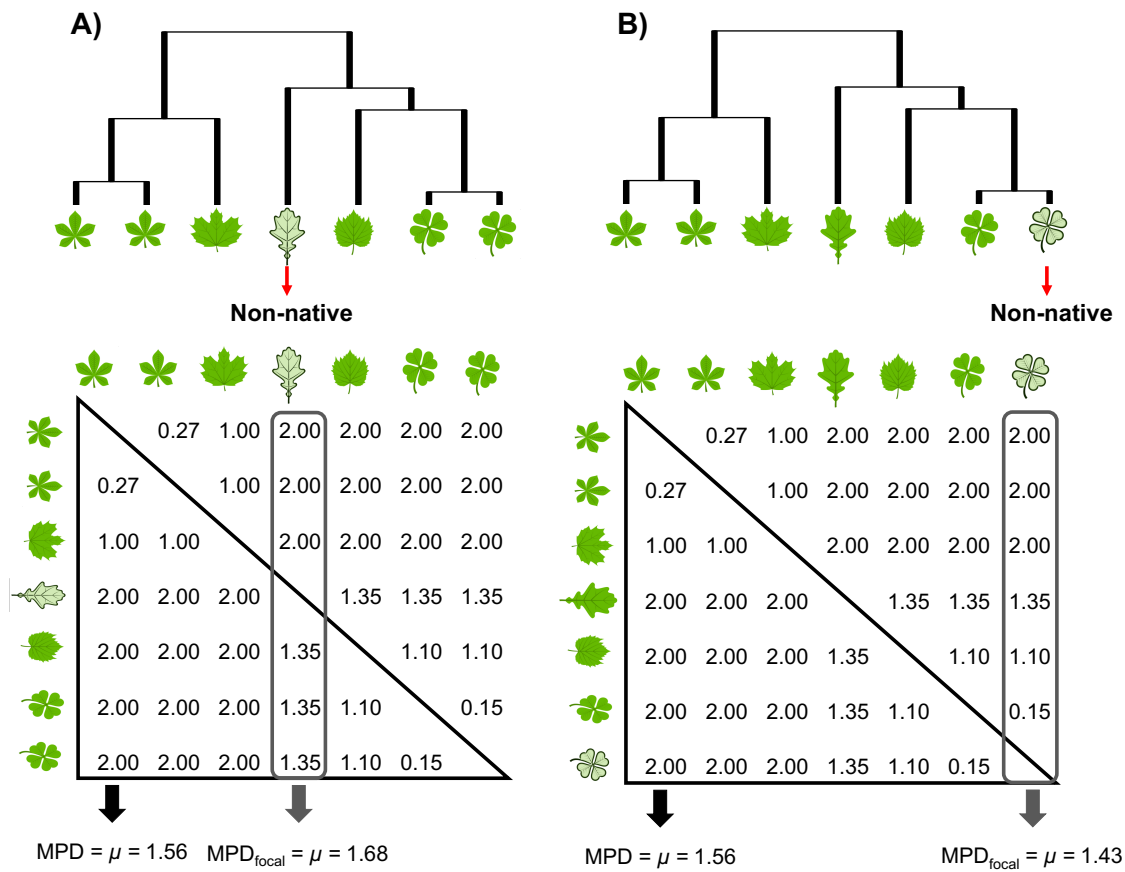 A) B)
Non-native Non-native
0.27 1.00 2.00 2.00 2.00 2.00 0.27 1.00 2.00 2.00 2.00 2.00
0.27 1.00 2.00 2.00 2.00 2.00 0.27 1.00 2.00 2.00 2.00 2.00
1.00 1.00 2.00 2.00 2.00 2.00 1.00 1.00 2.00 2.00 2.00 2.00
2.00 2.00 2.00 1.35 1.35 1.35 2.00 2.00 2.00 1.35 1.35 1.35
2.00 2.00 2.00 1.35 1.10 1.10 2.00 2.00 2.00 1.35 1.10 1.10
2.00 2.00 2.00 1.35 1.10 0.15 2.00 2.00 2.00 1.35 1.10 0.15
2.00 2.00 2.00 1.35 1.10 0.15 2.00 2.00 2.00 1.35 1.10 0.15
MPD = μ = 1.56 MPDfocal = μ = 1.68 MPD = μ = 1.56 MPDfocal = μ = 1.43